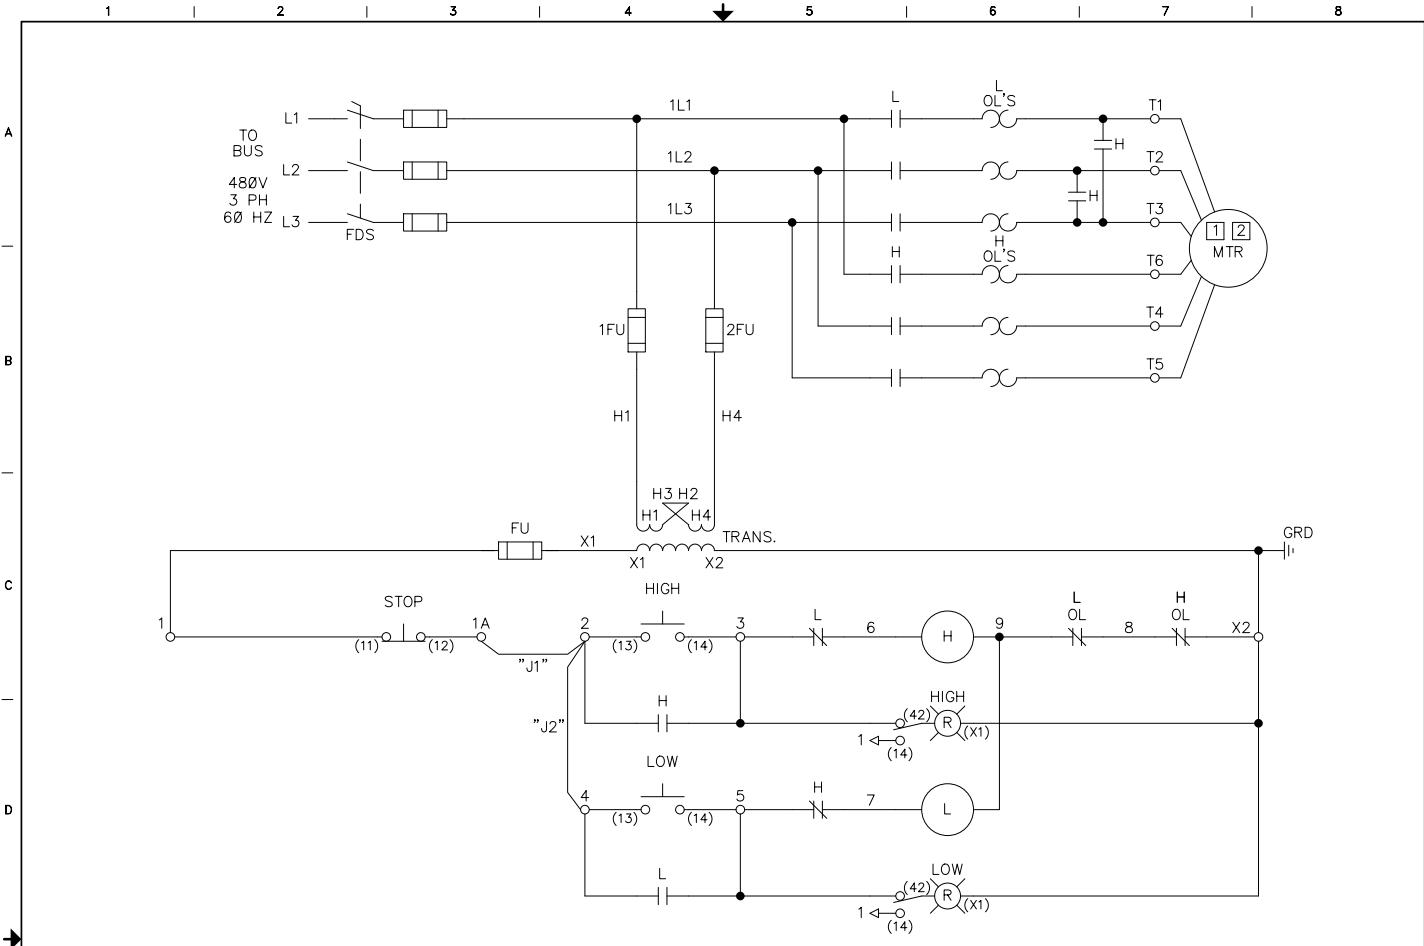 1 2 3 4 5 6 7 8
A
B
C
D
TO
BUS
480V
3 PH
60 HZ
L1
L2
L3
FDS
1L1
1L2
1L3
L
L
OL'S
H
H
H
H
OL'S
T1
T2
T3
T6
T4
T5
1 2
MTR
1FU
2FU
H1
H4
H3 H2
H1 H4
TRANS.
FU
X1
X1 X2
GRD
STOP
HIGH
L
L
OL
H
OL
1
(11) (12)
1A
"J1"
2
(13) (14)
3
6
H
9
8
X2
"J2"
H
HIGH
(42)
R
(X1)
1
(14)
LOW
4
(13) (14)
5
H
7
L
L
LOW
(42)
R
(X1)
1
(14)